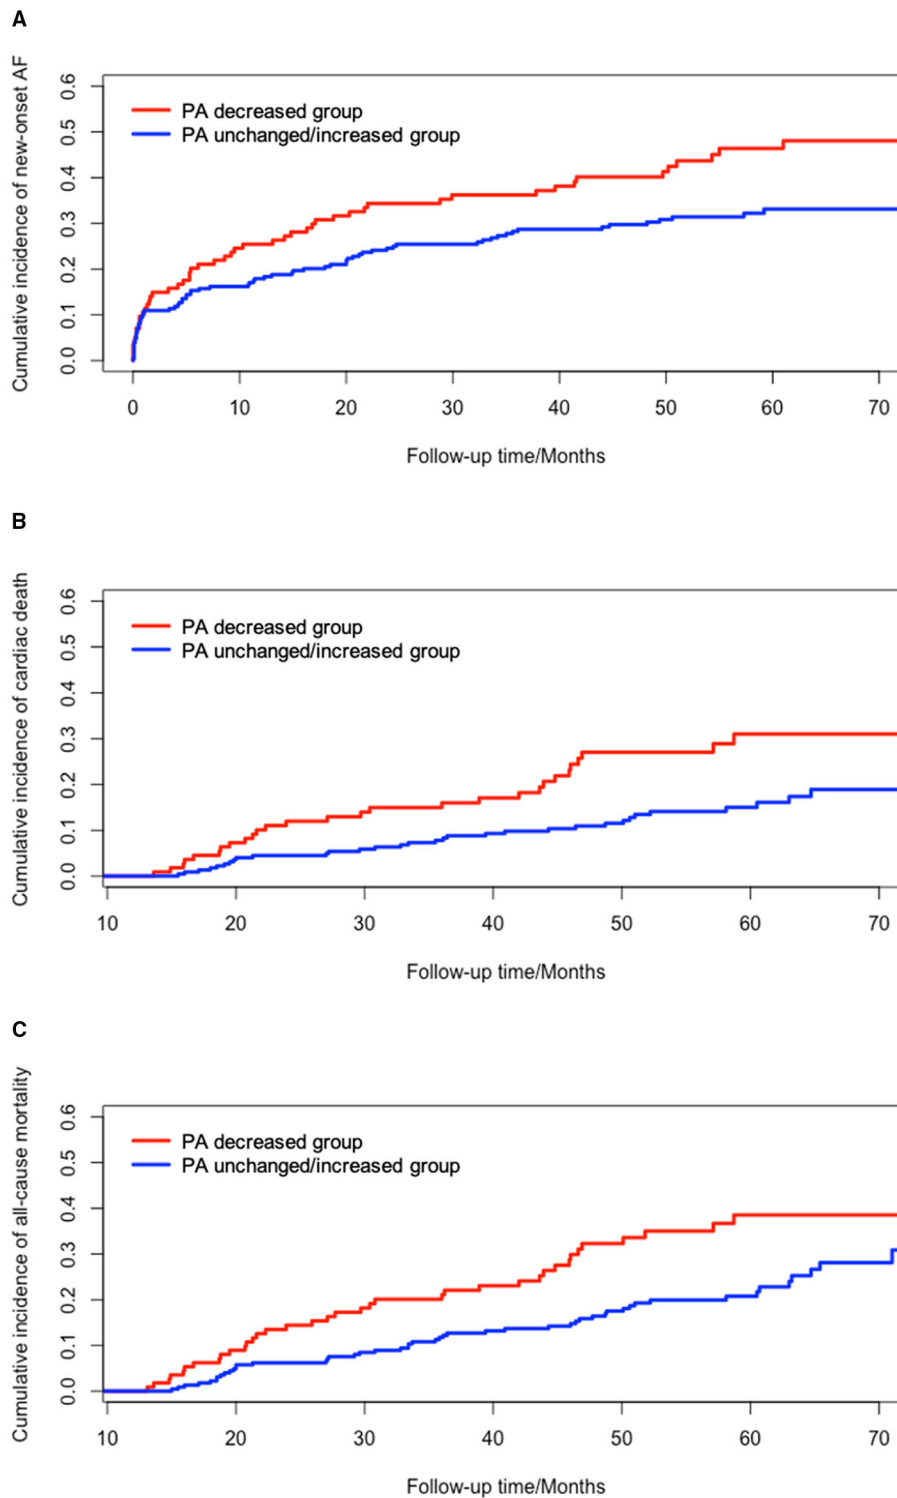 A
Cumulative incidence of new-onset AF
0.6
0.5
0.4
0.3
0.2
0.1
0.0
PA decreased group
PA unchanged/increased group
0 10 20 30 40 50 60 70
Follow-up time/Months
B
Cumulative incidence of cardiac death
0.6
0.5
0.4
0.3
0.2
0.1
0.0
PA decreased group
PA unchanged/increased group
10 20 30 40 50 60 70
Follow-up time/Months
C
Cumulative incidence of all-cause mortality
0.6
0.5
0.4
0.3
0.2
0.1
0.0
PA decreased group
PA unchanged/increased group
10 20 30 40 50 60 70
Follow-up time/Months